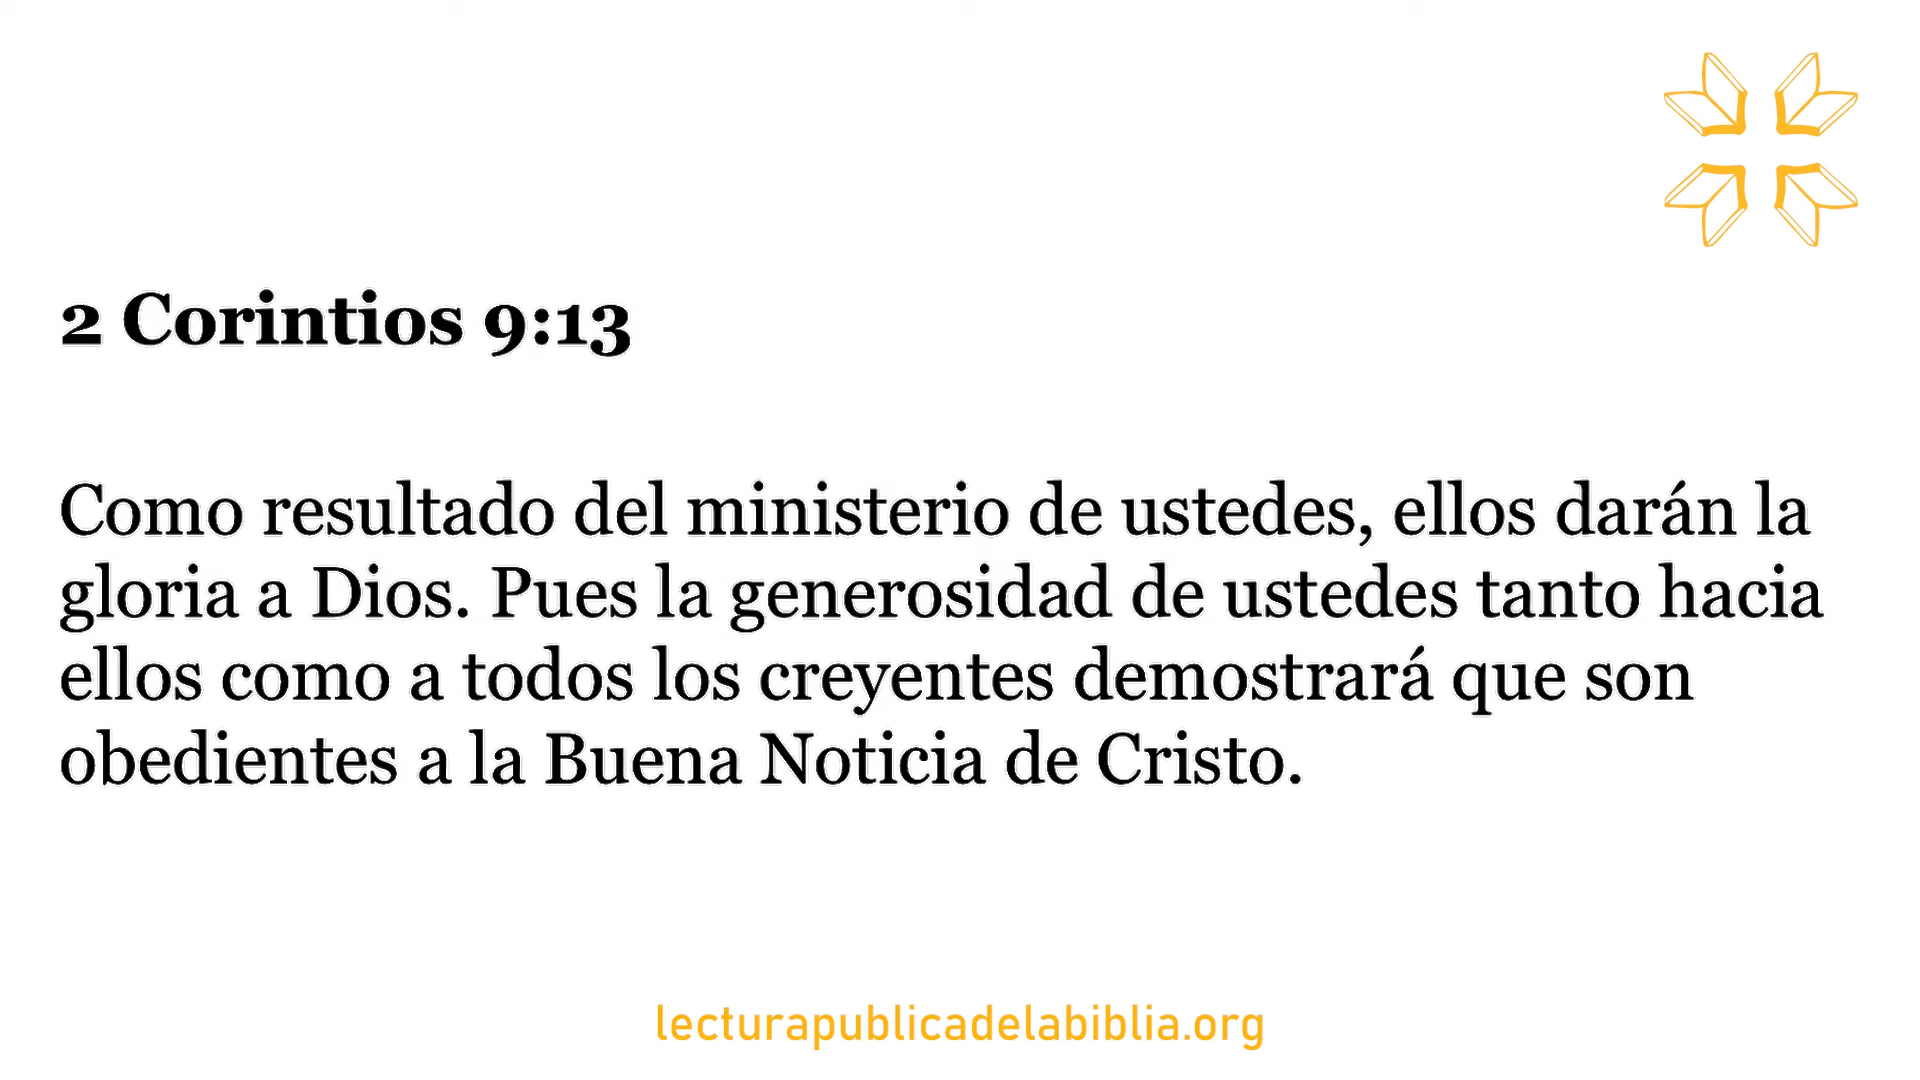 2 Corintios 9:13
Como resultado del ministerio de ustedes, ellos darán la
gloria a Dios. Pues la generosidad de ustedes tanto hacia
ellos como a todos los creyentes demostrará que son
obedientes a la Buena Noticia de Cristo.
lecturapublicadelabiblia.org